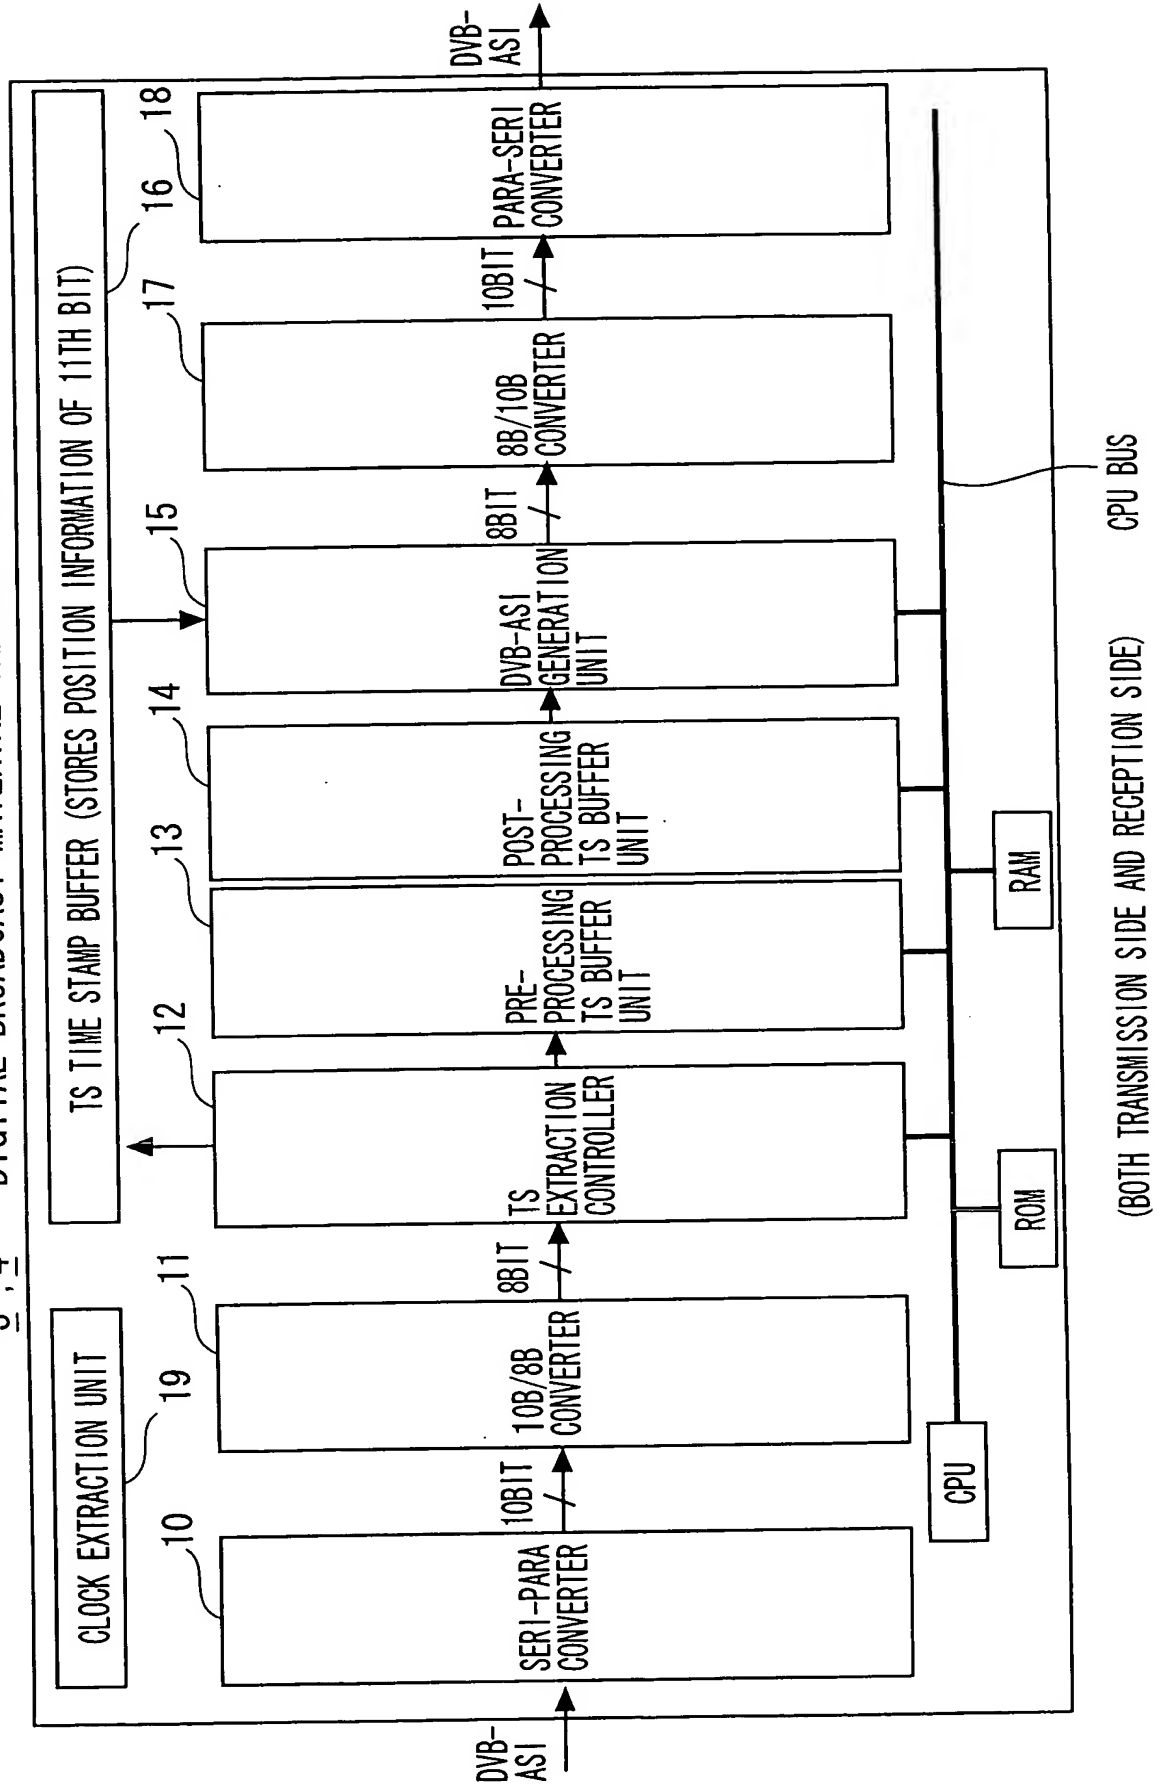 DIGITAL BROADCAST
CLOCK EXTRACTION UNIT
19
TS TIME STAMP BUFFER (STORES POSITION INFORMATION OF 11TH BIT)
16
10
11
12
13
14
15
17
18
DVB-
ASI
SERI-PARA
CONVERTER
10BIT
10B/8B
CONVERTER
8BIT
TS
EXTRACTION
CONTROLLER
PRE-
PROCESSING
TS BUFFER
UNIT
POST-
PROCESSING
TS BUFFER
UNIT
DVB-ASI
GENERATION
UNIT
8BIT
8B/10B
CONVERTER
10BIT
PARA-SERI
CONVERTER
DVB-
ASI
CPU
ROM
RAM
CPU BUS
(BOTH TRANSMISSION SIDE AND RECEPTION SIDE)